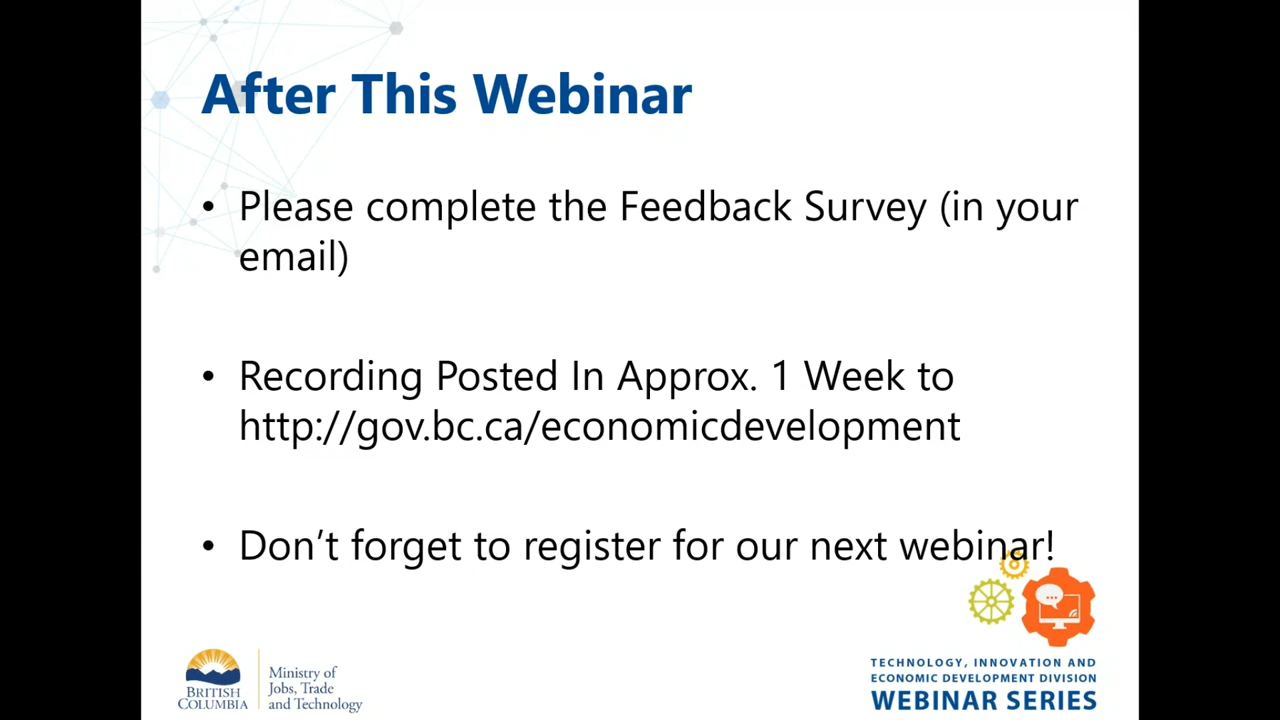 After This Webinar
• Please complete the Feedback Survey (in your
email)
• Recording Posted In Approx. 1 Week to
http://gov.bc.ca/economicdevelopment
• Don’t forget to register for our next webinar!
BRITISH
COLUMBIA
Ministry of
Jobs, Trade
and Technology
TECHNOLOGY, INNOVATION AND
ECONOMIC DEVELOPMENT DIVISION
WEBINAR SERIES